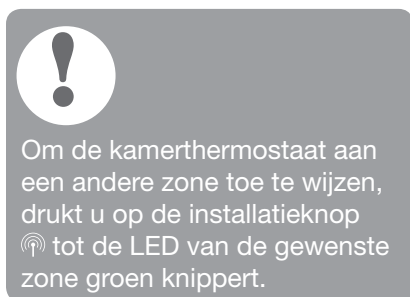 Om de kamerthermostaat aan
een andere zone toe te wijzen,
drukt u op de installatieknop
tot de LED van de gewenste
zone groen knippert.